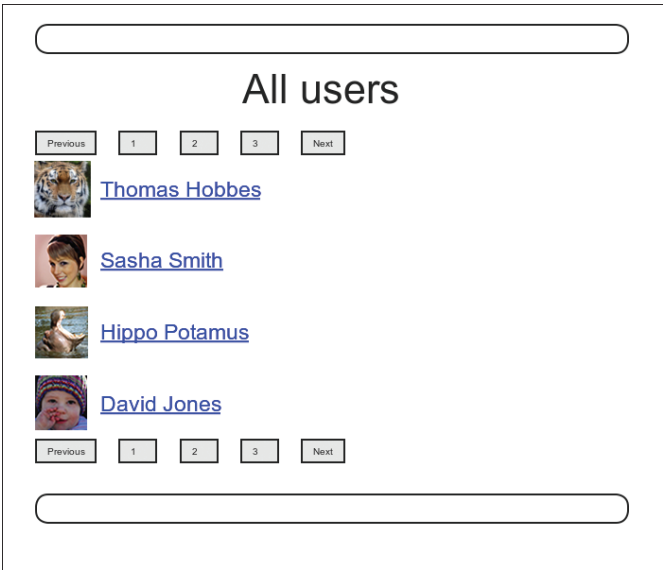 All users
Previous 1 2 3 Next
Thomas Hobbes
Sasha Smith
Hippo Potamus
David Jones
Previous 1 2 3 Next